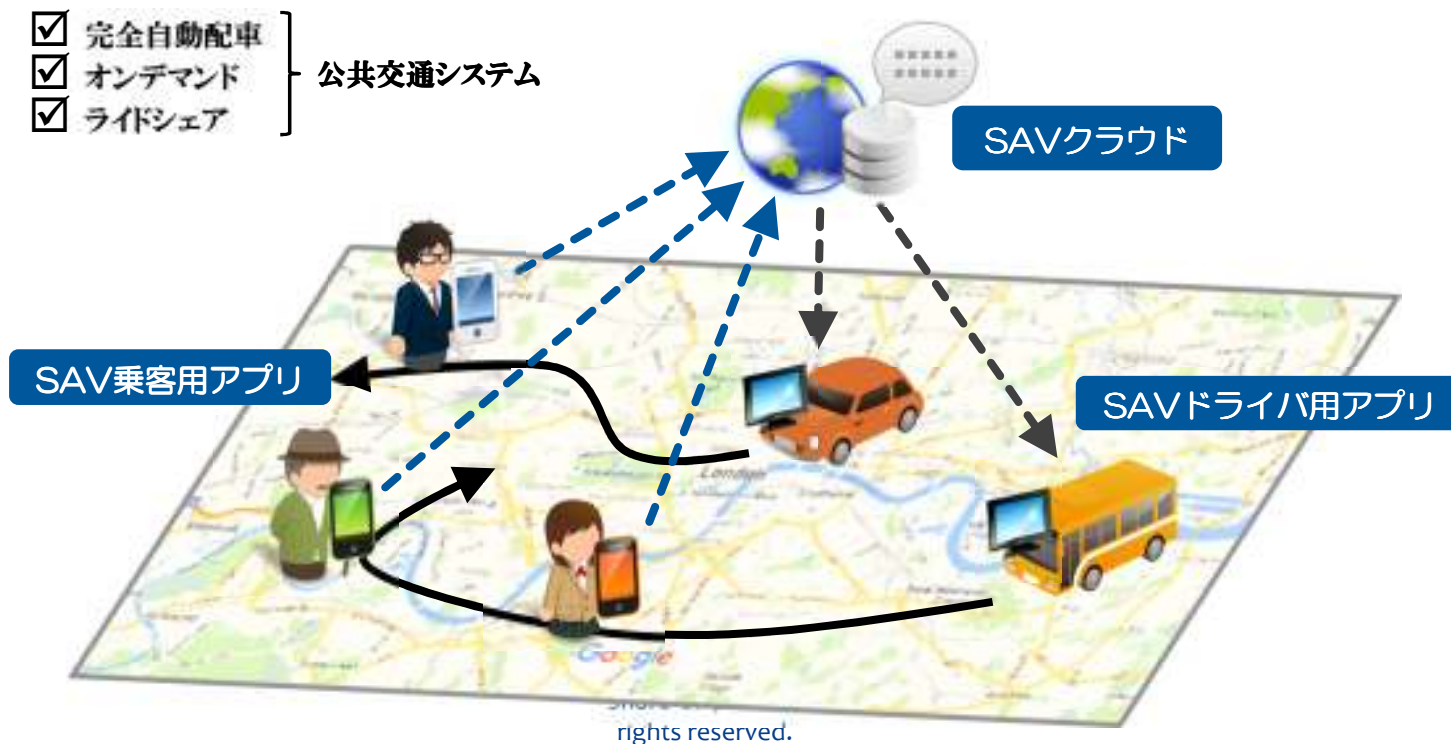 ☑ 完全自動配車
☑ オンデマンド
☑ ライドシェア
公共交通システム
SAVクラウド
SAV乗客用アプリ
SAVドライバ用アプリ
London
Google
rights reserved.